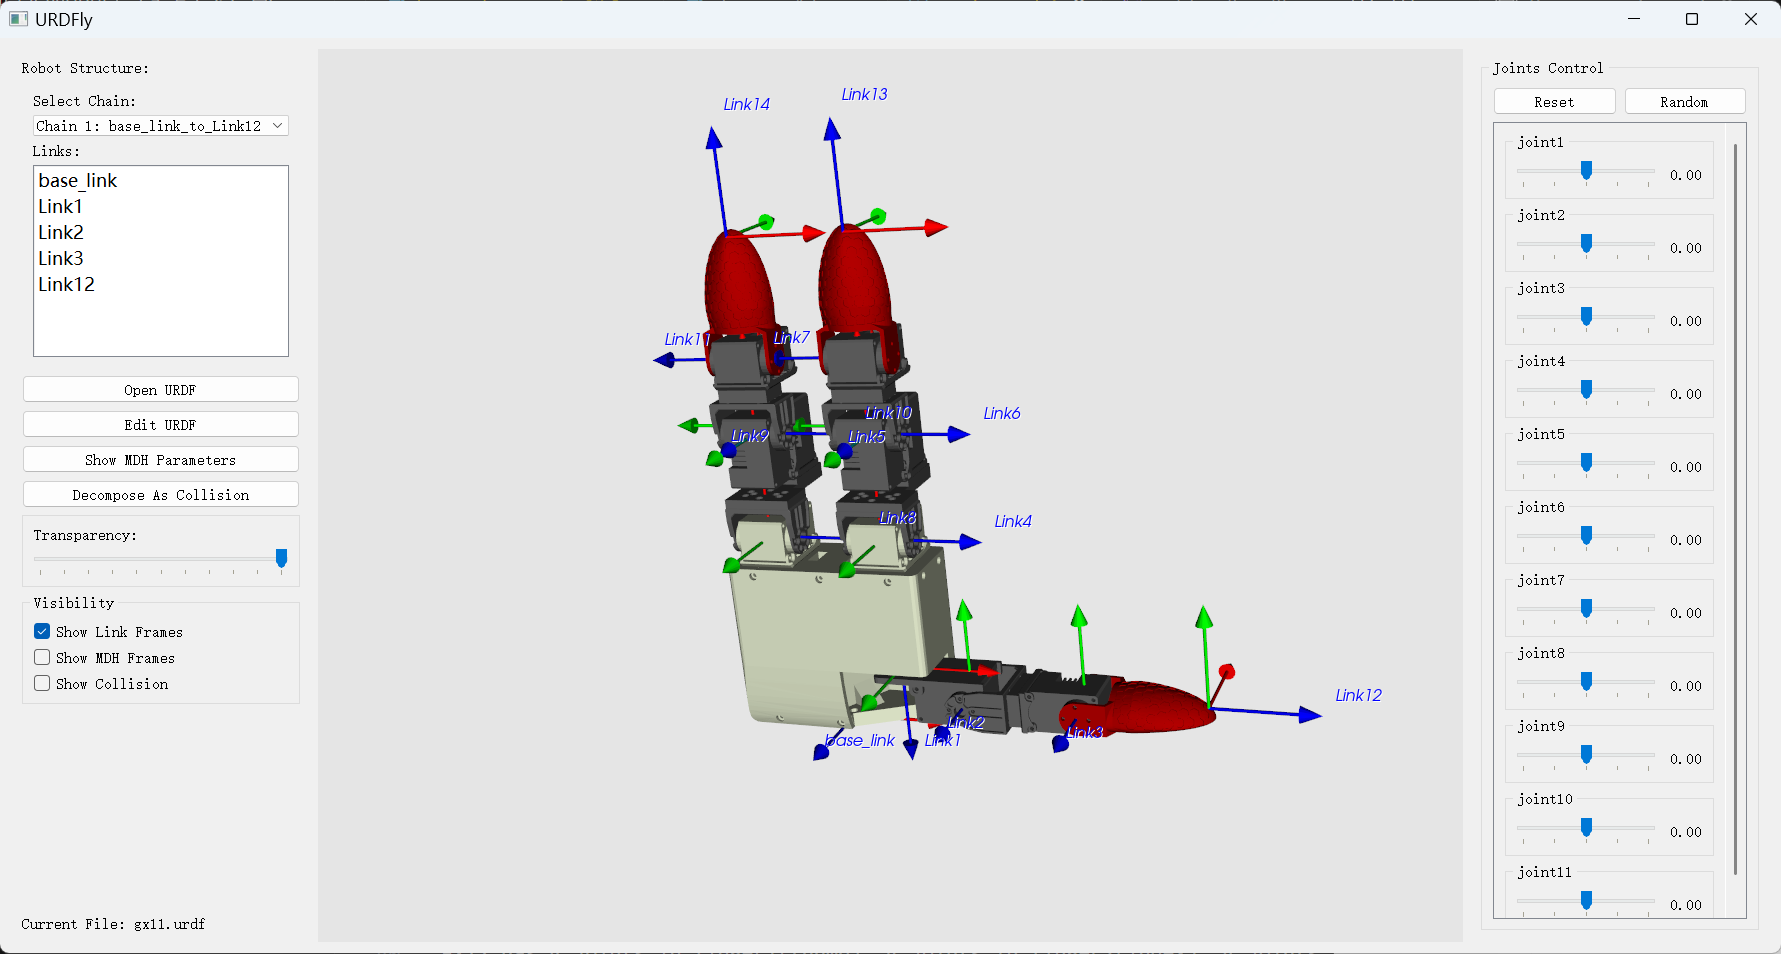 URDFly
Robot Structure:
Select Chain:
Chain 1: base_link_to_Link12
Links:
base_link
Link1
Link2
Link3
Link12
Open URDF
Edit URDF
Show MDH Parameters
Decompose As Collision
Transparency:
Visibility
Show Link Frames
Show MDH Frames
Show Collision
Current File: gx11.urdf
Link14
Link13
Link11
Link7
Link10
Link6
Link9
Link5
Link8
Link4
Link12
Link2
Link3
base_link
Link1
Joints Control
Reset
Random
joint1
0.00
joint2
0.00
joint3
0.00
joint4
0.00
joint5
0.00
joint6
0.00
joint7
0.00
joint8
0.00
joint9
0.00
joint10
0.00
joint11
0.00